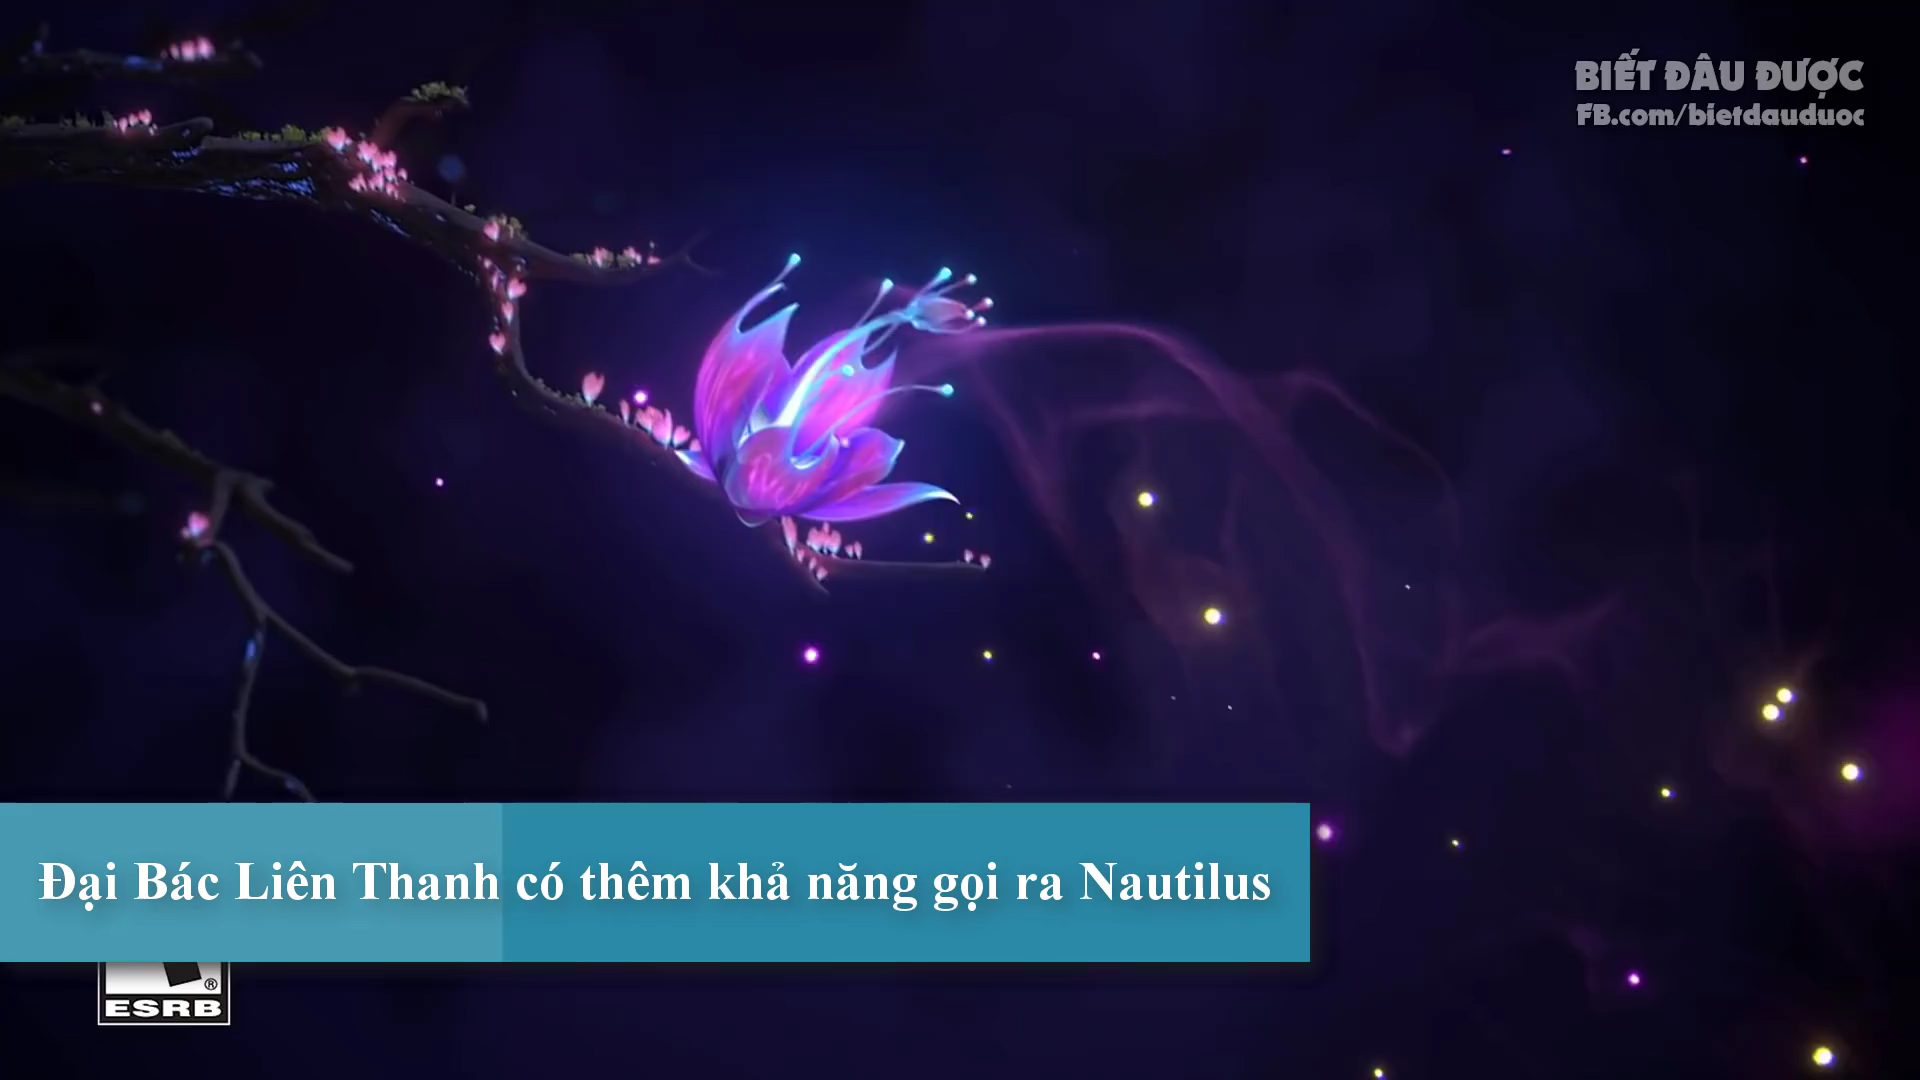 BIẾT ĐÂU ĐƯỢC
FB.com/bietdauduoc
Đại Bác Liên Thanh có thêm khả năng gọi ra Nautilus
®
ESRB